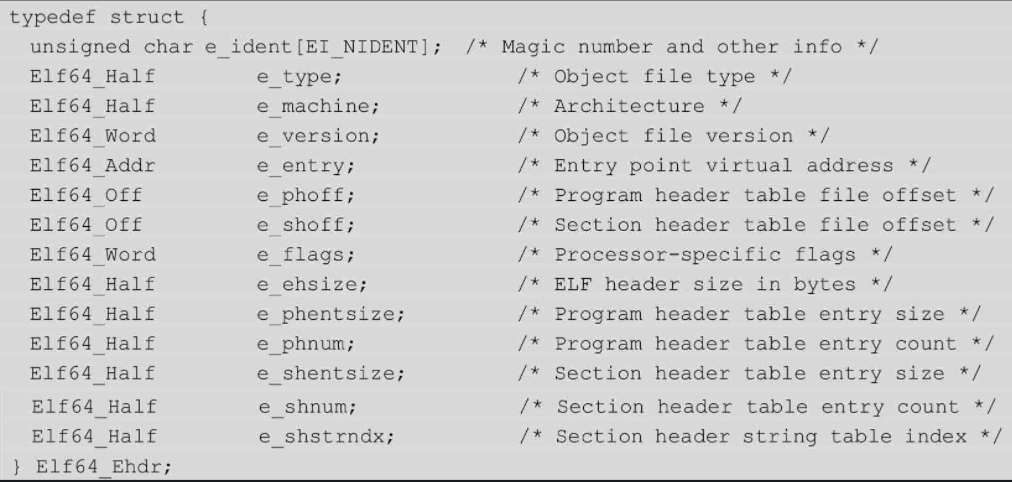 typedef struct {
unsigned char e_ident[EI_NIDENT]; /* Magic number and other info */
Elf64_Half e_type; /* Object file type */
Elf64_Half e_machine; /* Architecture */
Elf64_Word e_version; /* Object file version */
Elf64_Addr e_entry; /* Entry point virtual address */
Elf64_Off e_phoff; /* Program header table file offset */
Elf64_Off e_shoff; /* Section header table file offset */
Elf64_Word e_flags; /* Processor-specific flags */
Elf64_Half e_ehsize; /* ELF header size in bytes */
Elf64_Half e_phentsize; /* Program header table entry size */
Elf64_Half e_phnum; /* Program header table entry count */
Elf64_Half e_shentsize; /* Section header table entry size */
Elf64_Half e_shnum; /* Section header table entry count */
Elf64_Half e_shstrndx; /* Section header string table index */
} Elf64_Ehdr;